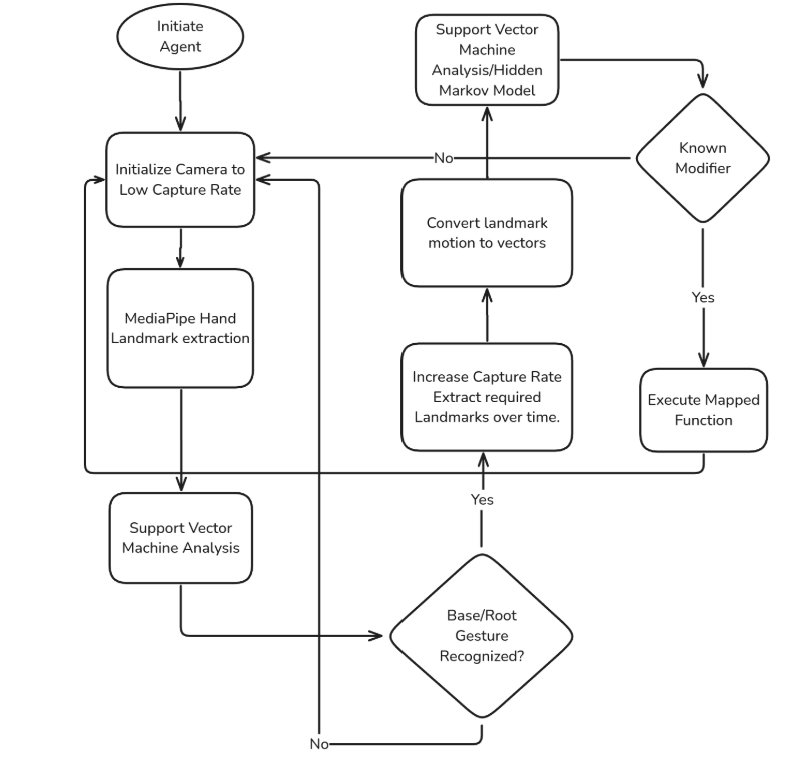 Initiate
Agent
Initialize Camera to
Low Capture Rate
MediaPipe Hand
Landmark extraction
Support Vector
Machine Analysis
Base/Root
Gesture
Recognized?
No
Yes
Increase Capture Rate
Extract required
Landmarks over time.
Convert landmark
motion to vectors
Support Vector
Machine
Analysis/Hidden
Markov Model
Known
Modifier
No
Yes
Execute Mapped
Function